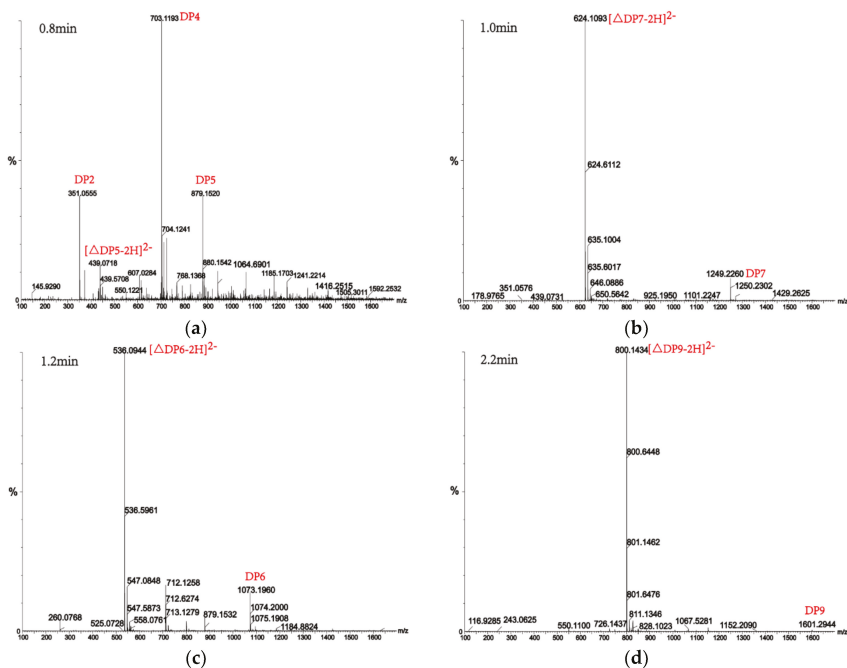 0.8min
703.1193 DP4
DP2
351.0555
DP5
879.1520
704.1241
[△DP5-2H]2-
439.0718
439.5708
550.1221
607.0284
768.1368
880.1542
1064.6901
1185.1703
1241.2214
1416.2515
1505.3011
1592.2532
145.9290
%
100 200 300 400 500 600 700 800 900 1000 1100 1200 1300 1400 1500 1600 m/z
(a)
1.0min
624.1093 [△DP7-2H]2-
624.6112
635.1004
635.6017
646.0886
650.5642
DP7
1249.2260
1250.2302
178.9765
351.0576
439.0731
925.1950
1101.2247
1429.2625
%
100 200 300 400 500 600 700 800 900 1000 1100 1200 1300 1400 1500 1600 m/z
(b)
1.2min
536.0944 [△DP6-2H]2-
536.5961
547.0848
547.5873
558.0761
712.1258
712.6274
713.1279
DP6
1073.1960
1074.2000
1075.1908
260.0768
525.0728
879.1532
1184.8824
%
100 200 300 400 500 600 700 800 900 1000 1100 1200 1300 1400 1500 1600 m/z
(c)
2.2min
800.1434 [△DP9-2H]2-
800.6448
801.1462
801.6476
811.1346
DP9
116.9285
243.0625
550.1100
726.1437
828.1023
1067.5281
1152.2090
1601.2944
%
100 200 300 400 500 600 700 800 900 1000 1100 1200 1300 1400 1500 1600 m/z
(d)